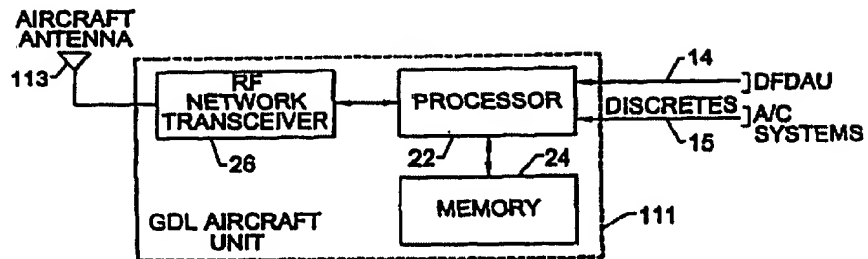 AIRCRAFT
ANTENNA
113
RF
NETWORK
TRANSCEIVER
26
PROCESSOR
22
24
MEMORY
14
DFDAU
DISCRETES
15
A/C
SYSTEMS
GDL AIRCRAFT
UNIT
111